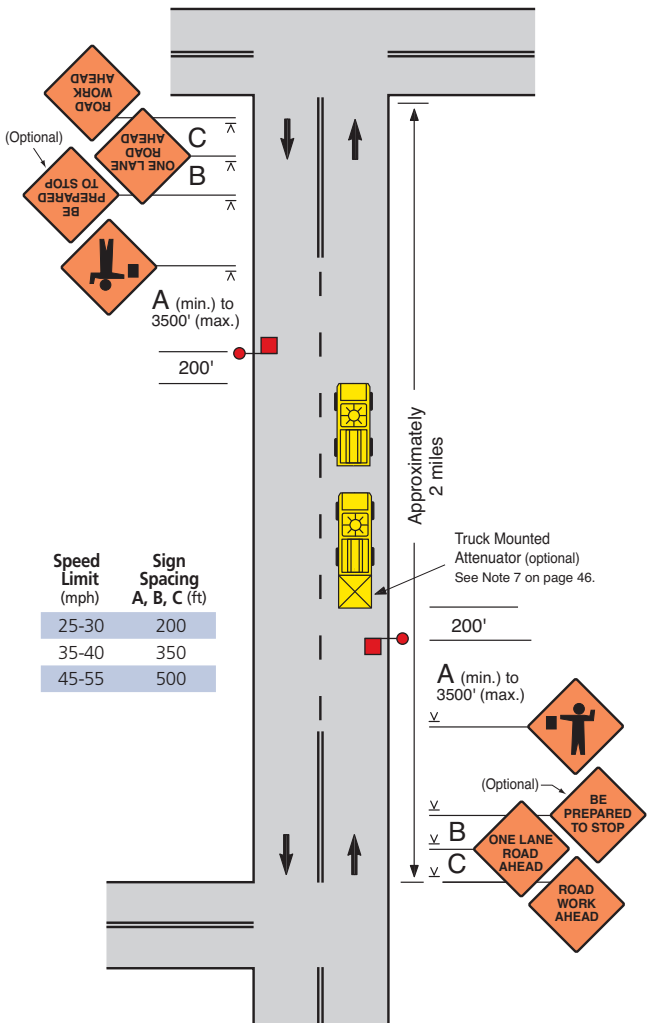 ROAD
WORK
AHEAD
(Optional)
ONE LANE
ROAD
AHEAD
C
B
BE
PREPARED
TO STOP
A (min.) to
3500' (max.)
200'
Approximately
2 miles
Truck Mounted
Attenuator (optional)
See Note 7 on page 46.
Speed Limit (mph) Sign Spacing A, B, C (ft)
25-30 200
35-40 350
45-55 500
200'
A (min.) to
3500' (max.)
(Optional)
BE
PREPARED
TO STOP
B
ONE LANE
ROAD
AHEAD
C
ROAD
WORK
AHEAD